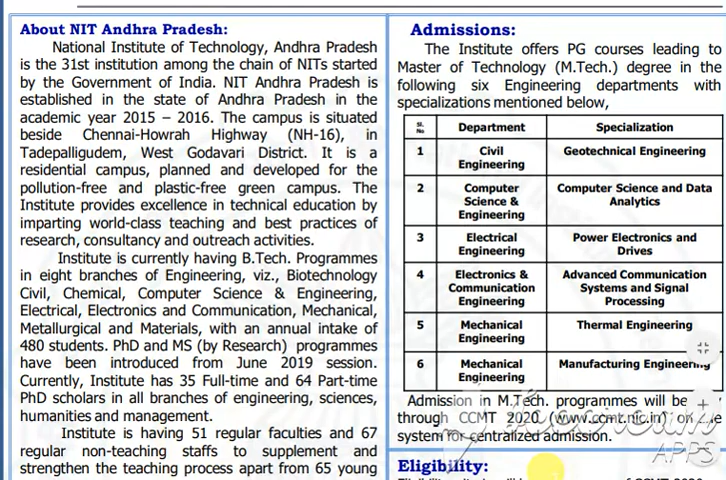 About NIT Andhra Pradesh:
National Institute of Technology, Andhra Pradesh
is the 31st institution among the chain of NITs started
by the Government of India. NIT Andhra Pradesh is
established in the state of Andhra Pradesh in the
academic year 2015 – 2016. The campus is situated
beside Chennai-Howrah Highway (NH-16), in
Tadepalligudem, West Godavari District. It is a
residential campus, planned and developed for the
pollution-free and plastic-free green campus. The
Institute provides excellence in technical education by
imparting world-class teaching and best practices of
research, consultancy and outreach activities.
Institute is currently having B.Tech. Programmes
in eight branches of Engineering, viz., Biotechnology
Civil, Chemical, Computer Science & Engineering,
Electrical, Electronics and Communication, Mechanical,
Metallurgical and Materials, with an annual intake of
480 students. PhD and MS (by Research) programmes
have been introduced from June 2019 session.
Currently, Institute has 35 Full-time and 64 Part-time
PhD scholars in all branches of engineering, sciences,
humanities and management.
Institute is having 51 regular faculties and 67
regular non-teaching staffs to supplement and
strengthen the teaching process apart from 65 young
Admissions:
The Institute offers PG courses leading to
Master of Technology (M.Tech.) degree in the
following six Engineering departments with
specializations mentioned below,
Sl. No Department Specialization
1 Civil Engineering Geotechnical Engineering
2 Computer Science & Engineering Computer Science and Data Analytics
3 Electrical Engineering Power Electronics and Drives
4 Electronics & Communication Engineering Advanced Communication Systems and Signal Processing
5 Mechanical Engineering Thermal Engineering
6 Mechanical Engineering Manufacturing Engineering
Admission in M.Tech. programmes will be
through CCMT 2020 (www.ccmt.nic.in) on
system for centralized admission.
Eligibility:
APPS